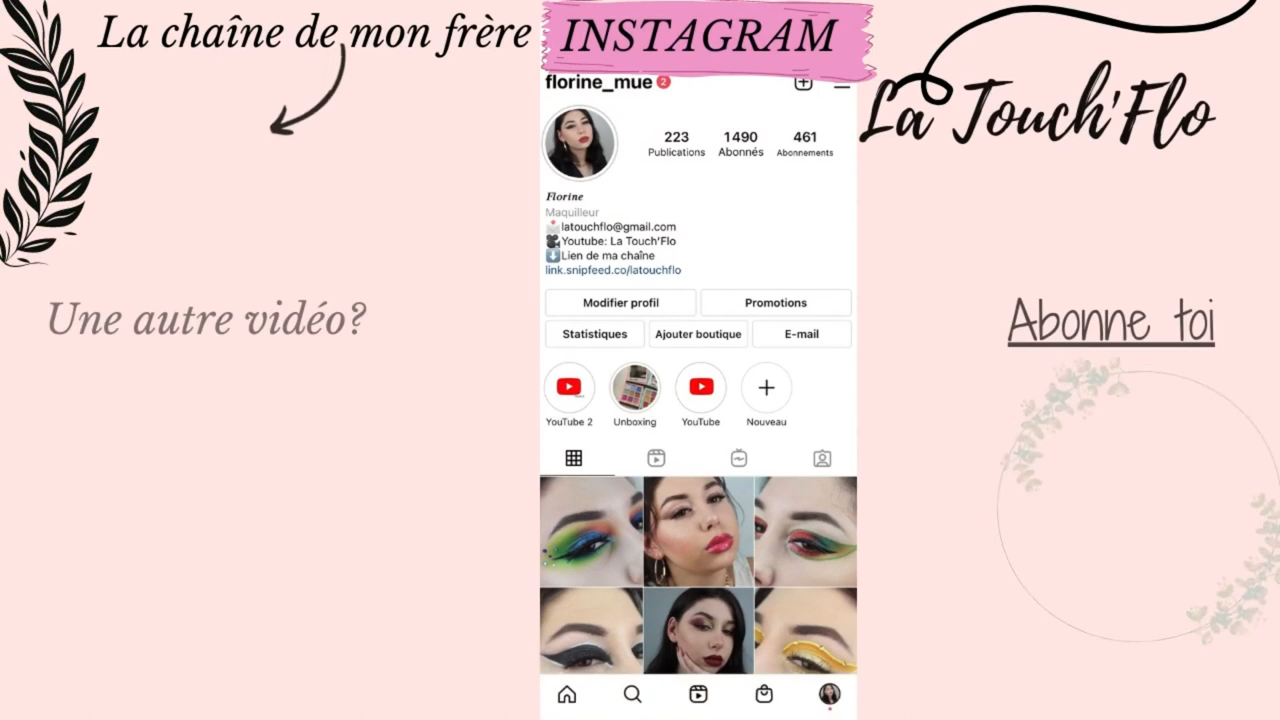 La chaîne de mon frère
INSTAGRAM
La Touch'Flo
florine_mue 2
223 1490 461
Publications Abonnés Abonnements
Florine
Maquilleur
latouchflo@gmail.com
Youtube: La Touch'Flo
Lien de ma chaîne
link.snipfeed.co/latouchflo
Modifier profil Promotions
Statistiques Ajouter boutique E-mail
YouTube 2 Unboxing YouTube Nouveau
Une autre vidéo?
Abonne toi